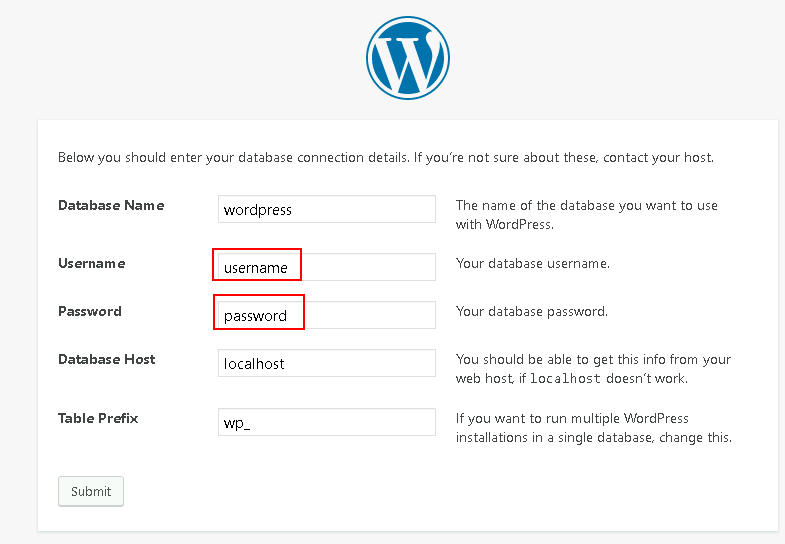 Below you should enter your database connection details. If you're not sure about these, contact your host.
Database Name
wordpress
The name of the database you want to use
with WordPress.
Username
username
Your database username.
Password
password
Your database password.
Database Host
localhost
You should be able to get this info from your
web host, if localhost doesn't work.
Table Prefix
wp_
If you want to run multiple WordPress
installations in a single database, change this.
Submit